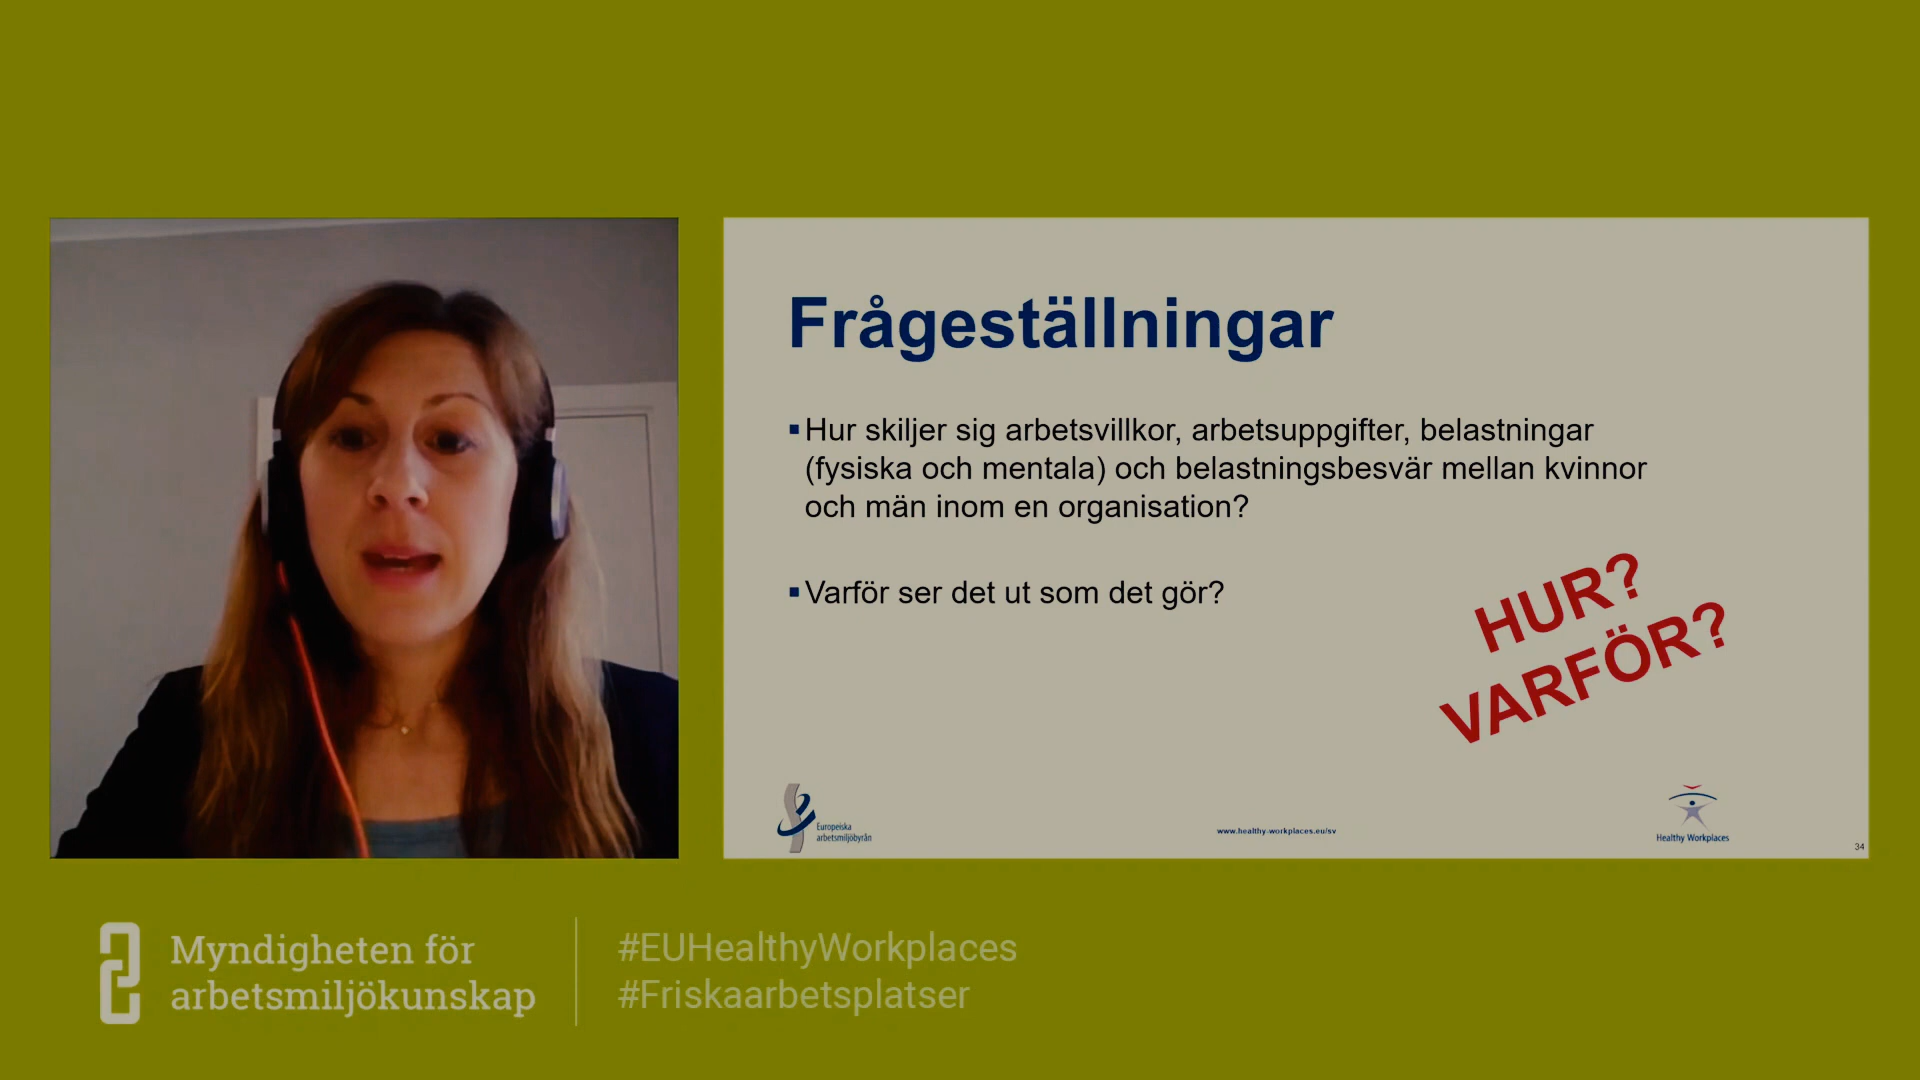 Frågeställningar
▪Hur skiljer sig arbetsvillkor, arbetsuppgifter, belastningar
(fysiska och mentala) och belastningsbesvär mellan kvinnor
och män inom en organisation?
▪Varför ser det ut som det gör?
HUR?
VARFÖR?
Europeiska
arbetsmiljöbyrån
www.healthy-workplaces.eu/sv
Healthy Workplaces
34
Myndigheten för
arbetsmiljökunskap
#EUHealthyWorkplaces
#Friskaarbetsplatser